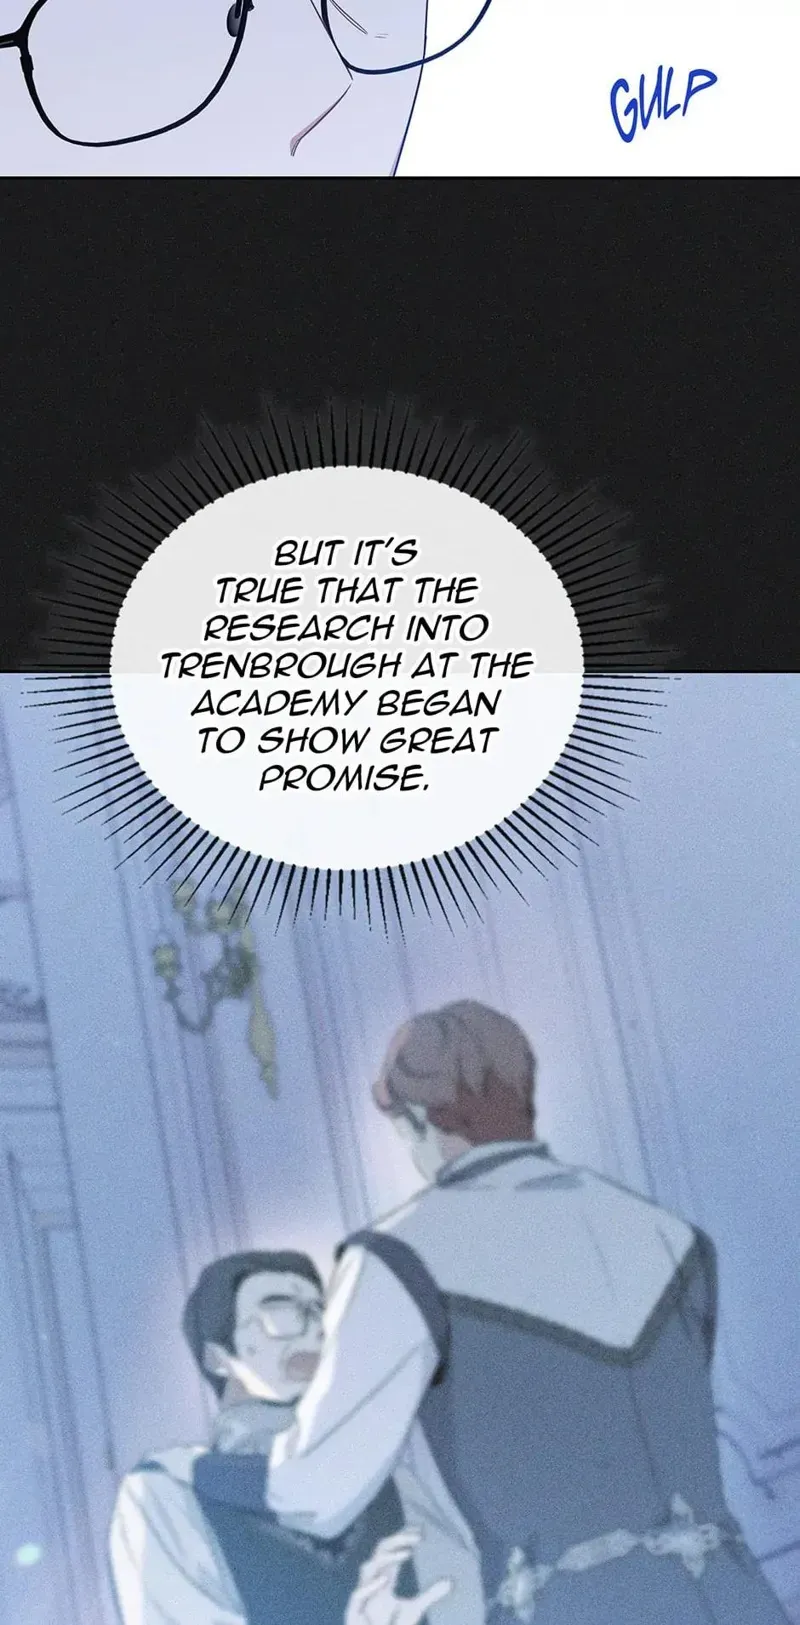 GULP
BUT IT'S
TRUE THAT THE
RESEARCH INTO
TRENBROUGH AT THE
ACADEMY BEGAN
TO SHOW GREAT
PROMISE.